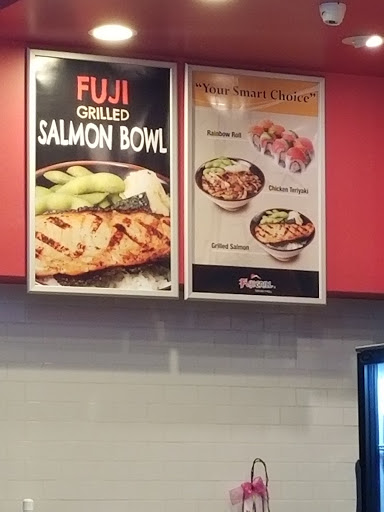 FUJI
GRILLED
SALMON BOWL
"Your Smart Choice"
Rainbow Roll
Chicken Teriyaki
Grilled Salmon